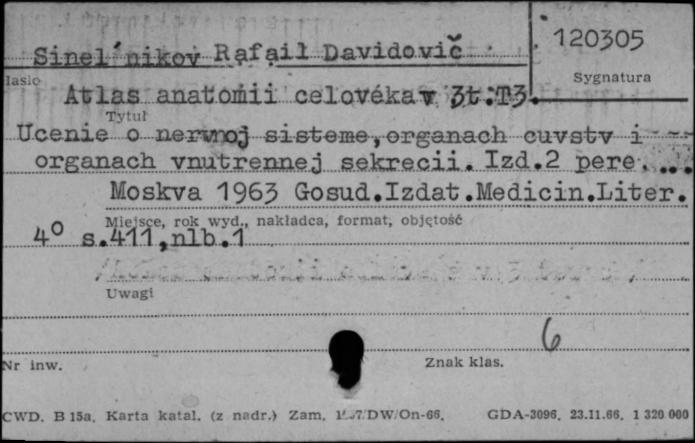 120305
Sinel'nikov Rafail Davidovič
Hasło
Sygnatura
Atlas anatomii celovéka v 3t.T3.
Tytuł
Ucenie o nervnoj sisteme,organach cuvstv i
organach vnutrennej sekrecii. Izd.2 pere....
Moskva 1963 Gosud.Izdat.Medicin.Liter.
Miejsce, rok wyd., nakładca, format, objętość
4° s.411,nlb.1
Uwagi
6
Nr inw.
Znak klas.
CWD. B 15a. Karta katal. (z nadr.) Zam. DW/On-66. GDA-3096. 23.11.66. 1 320 000